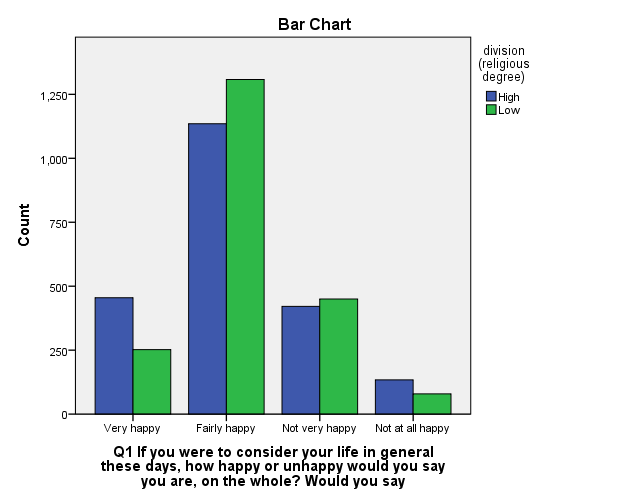 Bar Chart
division
(religious
degree)
High
Low
Count
1,250
1,000
750
500
250
0
Very happy
Fairly happy
Not very happy
Not at all happy
Q1 If you were to consider your life in general
these days, how happy or unhappy would you say
you are, on the whole? Would you say